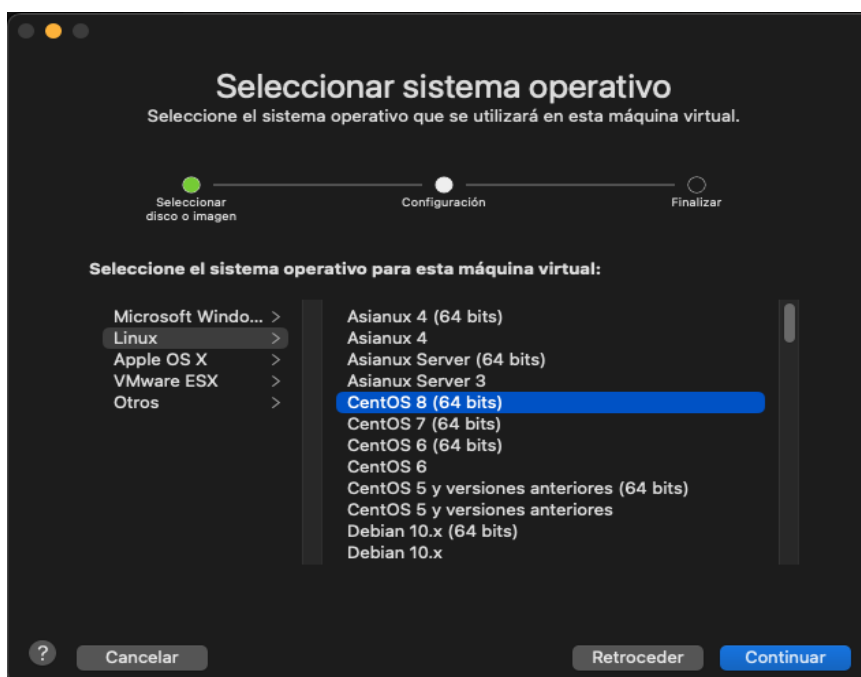 Seleccionar sistema operativo
Seleccione el sistema operativo que se utilizará en esta máquina virtual.
Seleccionar
disco o imagen
Configuración
Finalizar
Seleccione el sistema operativo para esta máquina virtual:
Microsoft Windo... >
Linux >
Apple OS X >
VMware ESX >
Otros >
Asianux 4 (64 bits)
Asianux 4
Asianux Server (64 bits)
Asianux Server 3
CentOS 8 (64 bits)
CentOS 7 (64 bits)
CentOS 6 (64 bits)
CentOS 6
CentOS 5 y versiones anteriores (64 bits)
CentOS 5 y versiones anteriores
Debian 10.x (64 bits)
Debian 10.x
?
Cancelar
Retroceder
Continuar